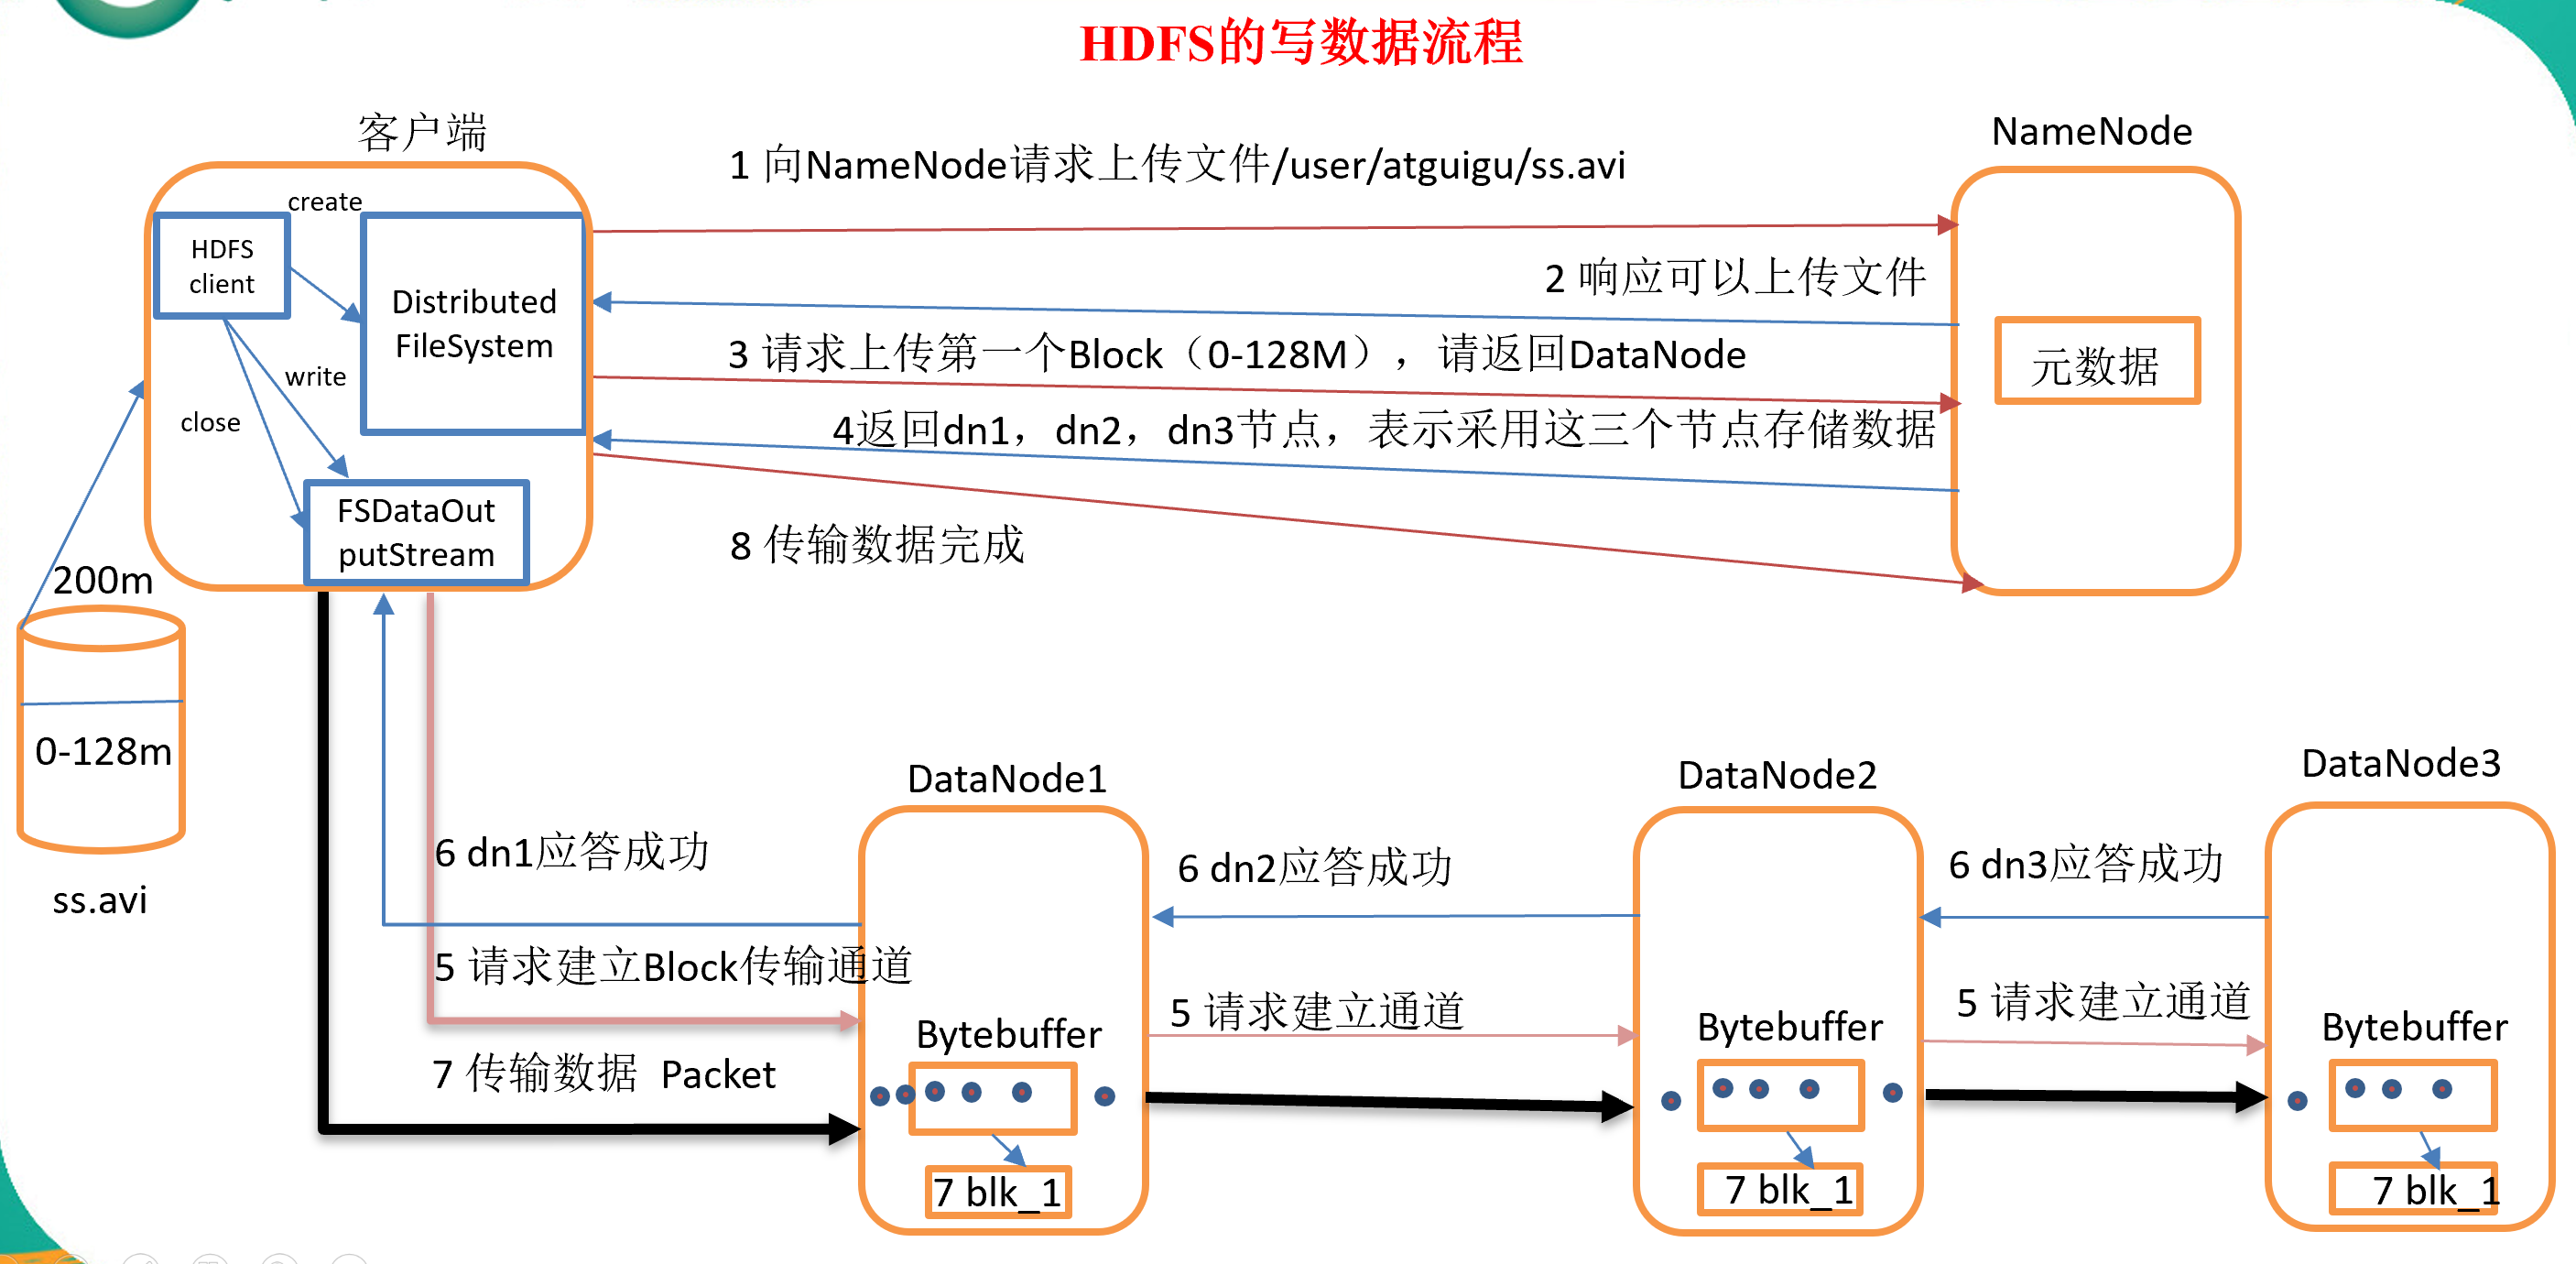 HDFS的写数据流程
客户端
NameNode
1 向NameNode请求上传文件/user/atguigu/ss.avi
create
HDFS
client
Distributed
FileSystem
2 响应可以上传文件
3 请求上传第一个Block（0-128M），请返回DataNode
元数据
write
close
4返回dn1，dn2，dn3节点，表示采用这三个节点存储数据
FSDataOut
putStream
8 传输数据完成
200m
0-128m
ss.avi
DataNode1
DataNode2
DataNode3
6 dn1应答成功
6 dn2应答成功
6 dn3应答成功
5 请求建立Block传输通道
5 请求建立通道
5 请求建立通道
Bytebuffer
Bytebuffer
Bytebuffer
7 传输数据 Packet
7 blk_1
7 blk_1
7 blk_1